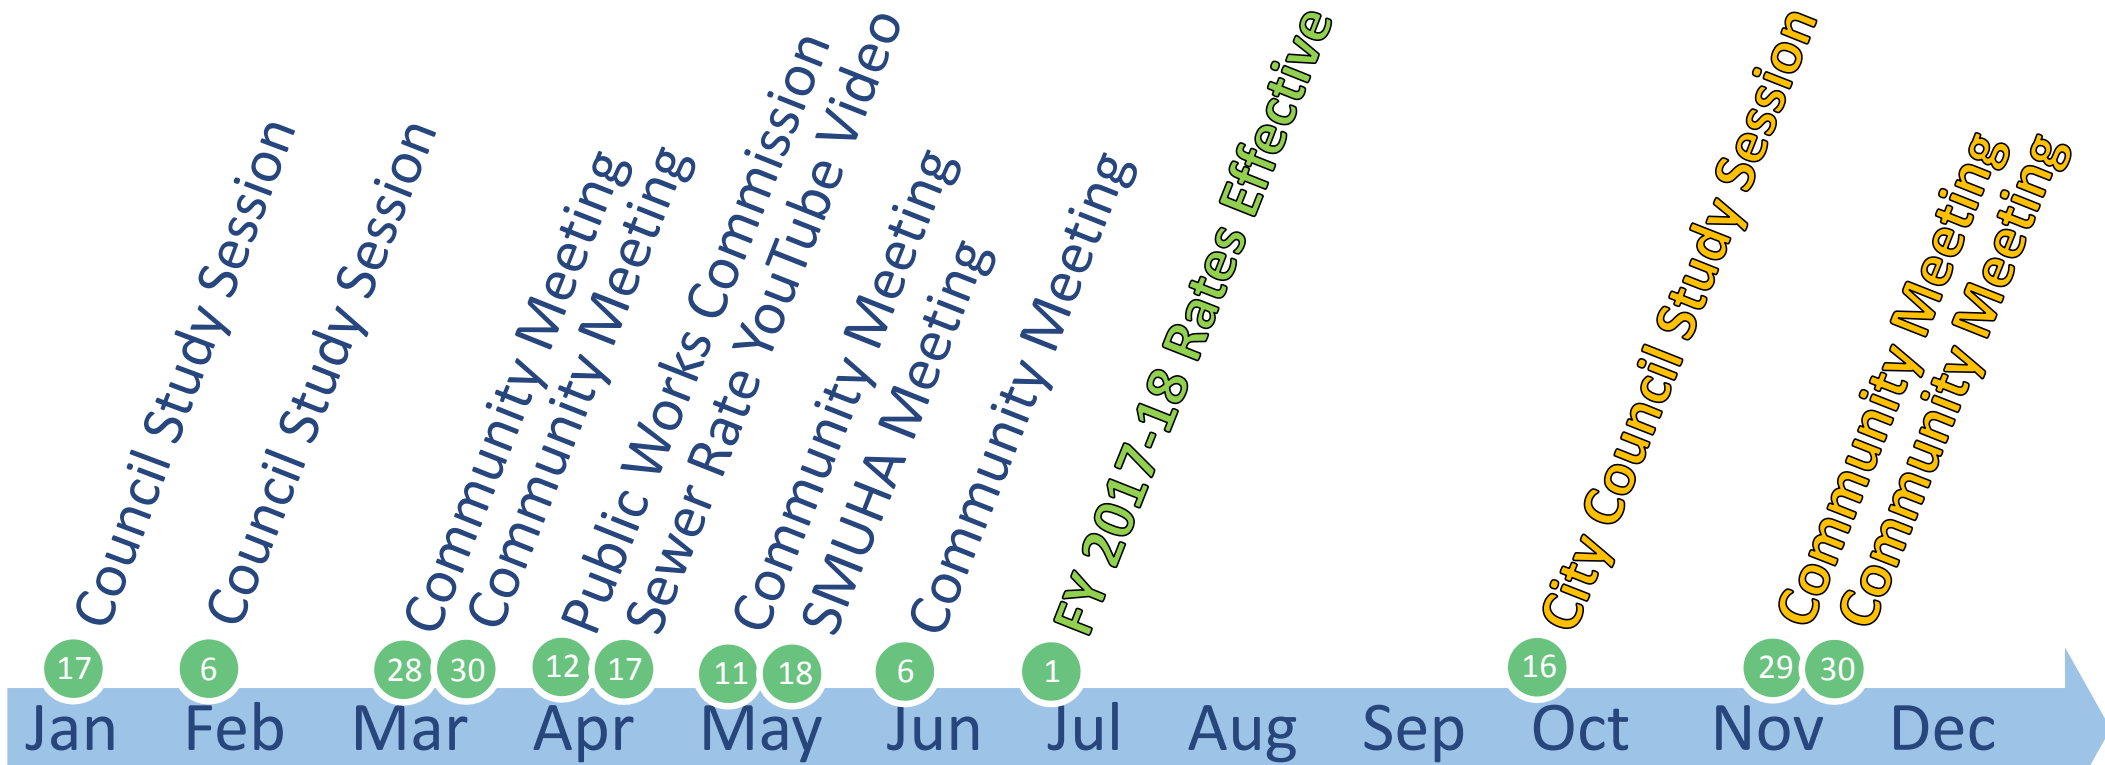 Council Study Session
Council Study Session
Community Meeting
Community Meeting
Public Works Commission
Sewer Rate YouTube Video
Community Meeting
SMUHA Meeting
Community Meeting
FY 2017-18 Rates Effective
City Council Study Session
Community Meeting
Community Meeting
17 6 28 30 12 17 11 18 6 1 16 29 30
Jan Feb Mar Apr May Jun Jul Aug Sep Oct Nov Dec